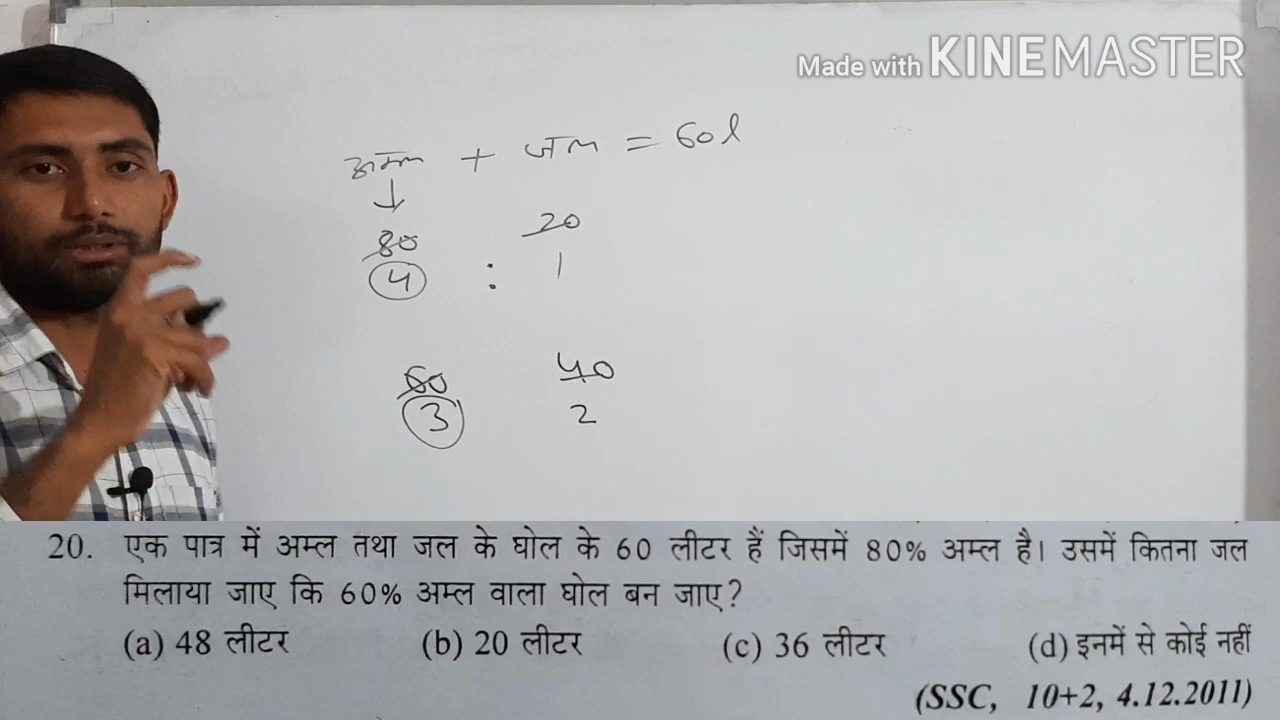 Made with KINEMASTER
अम्ल + जल = 60l
80 20
4 : 1
60 40
3 2
20. एक पात्र में अम्ल तथा जल के घोल के 60 लीटर हैं जिसमें 80% अम्ल है। उसमें कितना जल
मिलाया जाए कि 60% अम्ल वाला घोल बन जाए?
(a) 48 लीटर (b) 20 लीटर (c) 36 लीटर (d) इनमें से कोई नहीं
(SSC, 10+2, 4.12.2011)